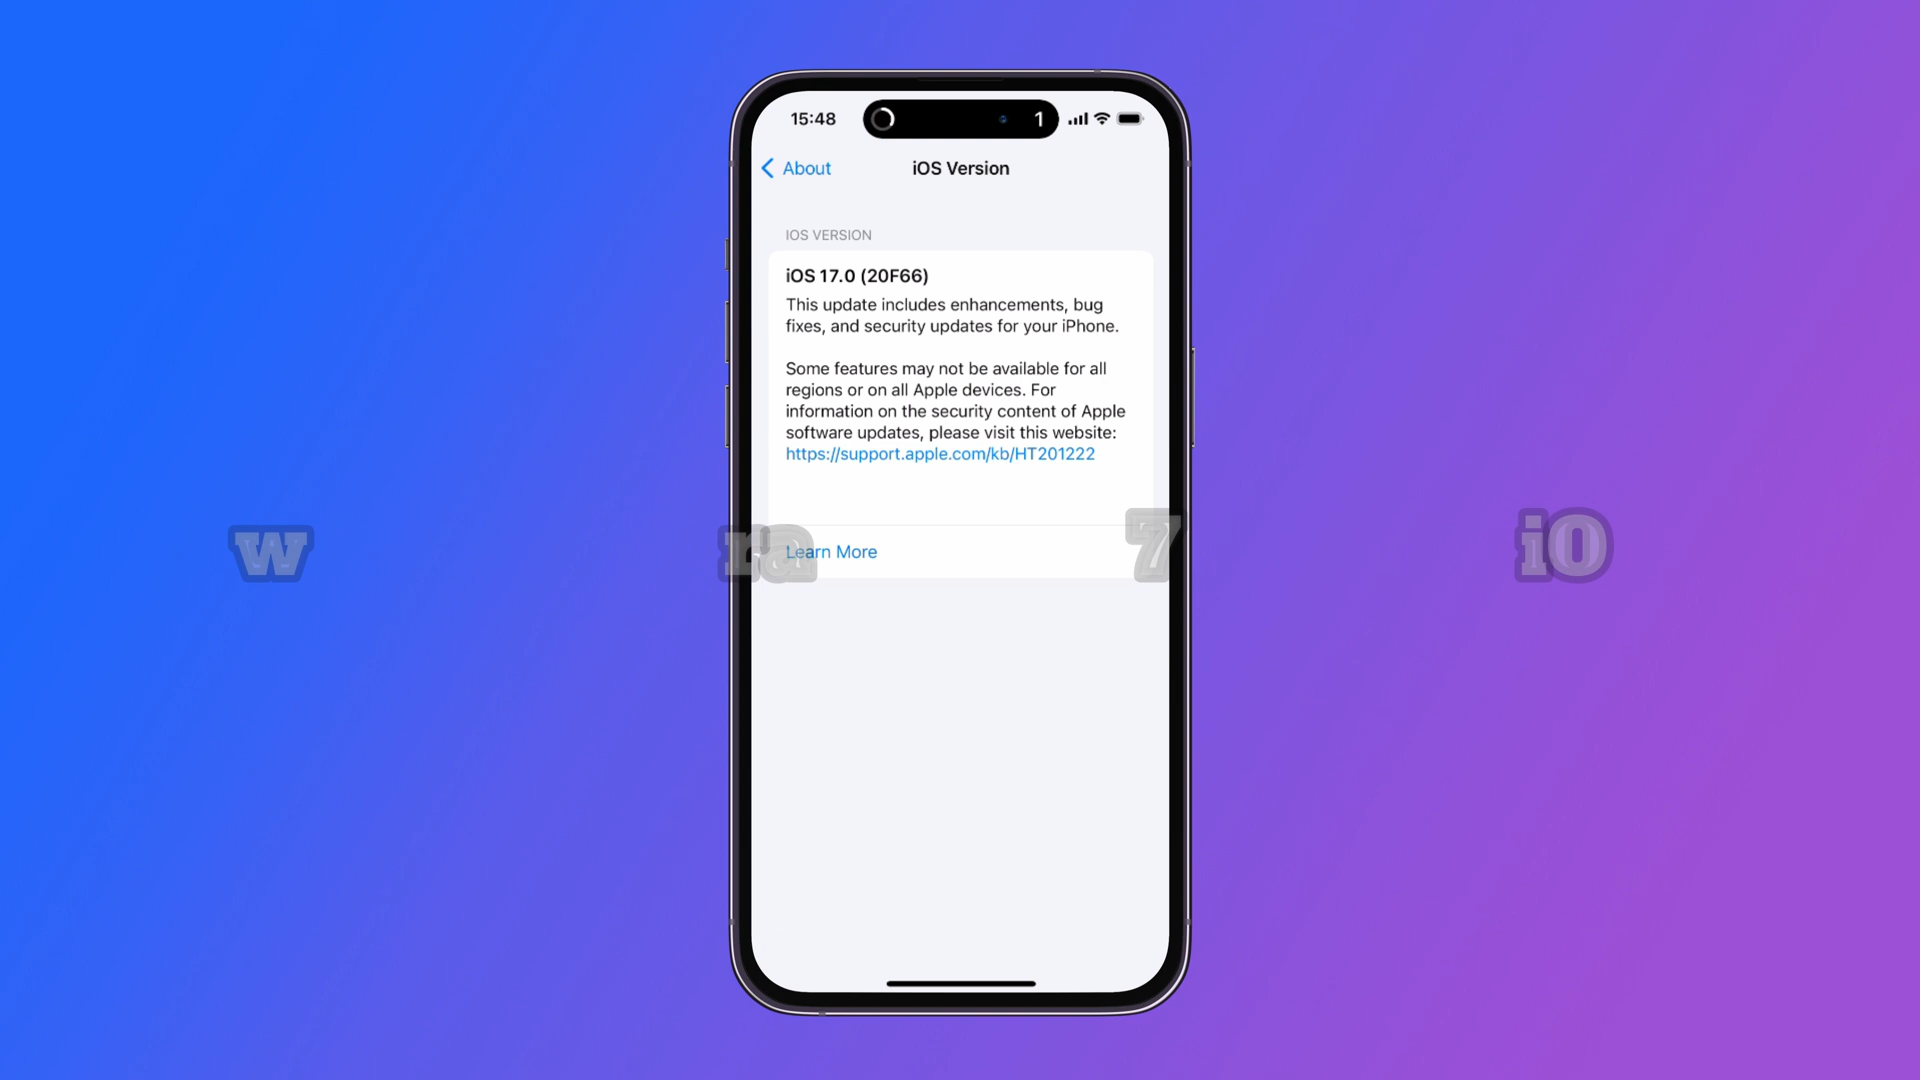 15:48
1
About
iOS Version
IOS VERSION
iOS 17.0 (20F66)
This update includes enhancements, bug
fixes, and security updates for your iPhone.
Some features may not be available for all
regions or on all Apple devices. For
information on the security content of Apple
software updates, please visit this website:
https://support.apple.com/kb/HT201222
w ra 7 iO
Learn More